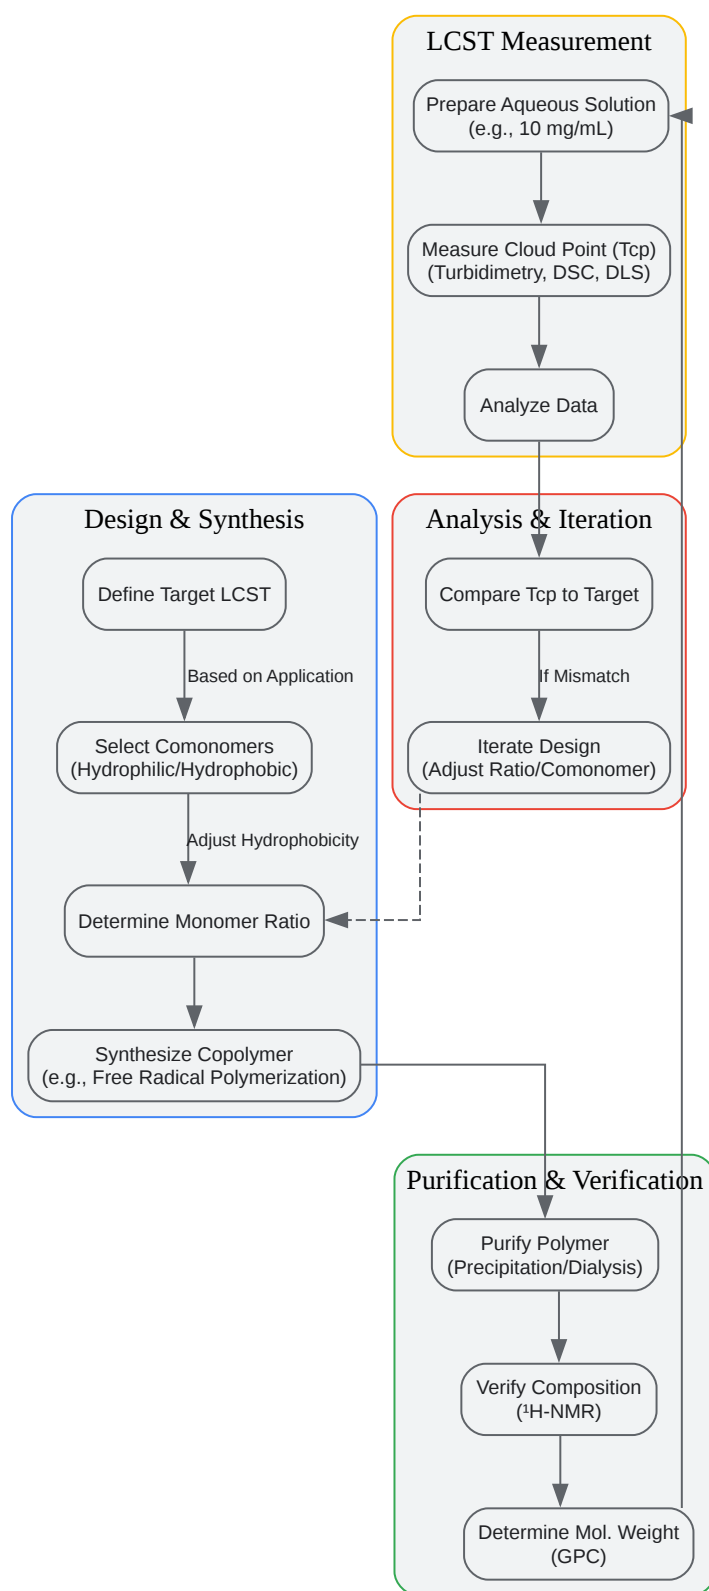 LCST Measurement
Prepare Aqueous Solution
(e.g., 10 mg/mL)
Measure Cloud Point (Tcp)
(Turbidimetry, DSC, DLS)
Analyze Data
Design & Synthesis
Define Target LCST
Based on Application
Select Comonomers
(Hydrophilic/Hydrophobic)
Adjust Hydrophobicity
Determine Monomer Ratio
Synthesize Copolymer
(e.g., Free Radical Polymerization)
Analysis & Iteration
Compare Tcp to Target
If Mismatch
Iterate Design
(Adjust Ratio/Comonomer)
Purification & Verification
Purify Polymer
(Precipitation/Dialysis)
Verify Composition
(¹H-NMR)
Determine Mol. Weight
(GPC)